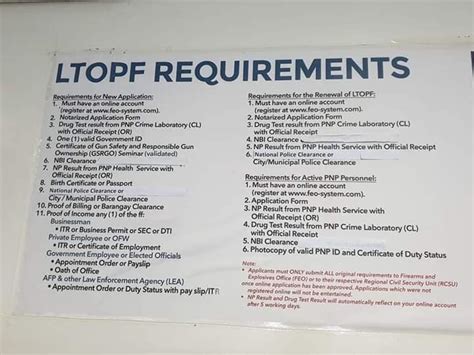 LTOPF REQUIREMENTS
Requirements for New Application:
1. Must have an online account
(register at www.feo-system.com).
2. Notarized Application Form
3. Drug Test result from PNP Crime Laboratory (CL)
with Official Receipt (OR)
4. One (1) valid Government ID
5. Certificate of Gun Safety and Responsible Gun
Ownership (GSRGO) Seminar (validated)
6. NBI Clearance
7. NP Result from PNP Health Service with
Official Receipt (OR)
8. Birth Certificate or Passport
9. National Police Clearance or
City / Municipal Police Clearance
10. Proof of Billing or Barangay Clearance
11. Proof of Income any (1) of the ff:
Businessman
• ITR or Business Permit or SEC or DTI
Private Employee or OFW
• ITR or Certificate of Employment
Government Employee or Elected Officials
• Appointment Order or Payslip
• Oath of Office
AFP & other Law Enforcement Agency (LEA)
• Appointment Order or Duty Status with pay slip/ITR
Requirements for the Renewal of LTOPF:
1. Must have an online account
(register at www.feo-system.com).
2. Notarized Application Form
3. Drug Test result from PNP Crime Laboratory (CL)
with Official Receipt
4. NBI Clearance
5. NP Result from PNP Health Service with Official Receipt
6. National Police Clearance or
City/Municipal Police Clearance
Requirements for Active PNP Personnel:
1. Must have an online account
(register at www.feo-system.com).
2. Application Form
3. NP Result from PNP Health Service with
Official Receipt (OR)
4. Drug Test result from PNP Crime Laboratory (CL)
with Official Receipt (OR)
5. NBI Clearance
6. Photocopy of valid PNP ID and Certificate of Duty Status
Note:
• Applicants must ONLY submit ALL original requirements to Firearms and
Explosives Office (FEO) or to their respective Regional Civil Security Unit (RCSU)
once online application has been approved. Applications which were not
registered online will not be entertained.
• NP Result and Drug Test Result will automatically reflect on your online account
after 5 working days.